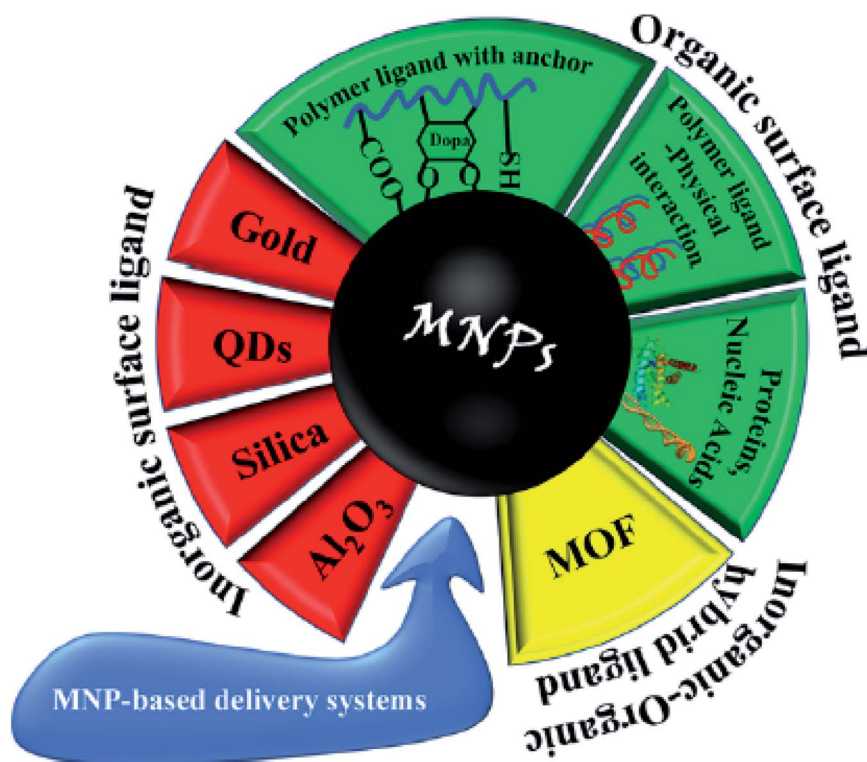 Organic surface ligand
Polymer ligand with anchor
COO
Dopa
O
O
SH
Polymer ligand
-Physical
interaction
Proteins,
Nucleic Acids
MNPs
Gold
QDs
Silica
Al₂O₃
Inorganic surface ligand
MOF
Inorganic-Organic
hybrid ligand
MNP-based delivery systems